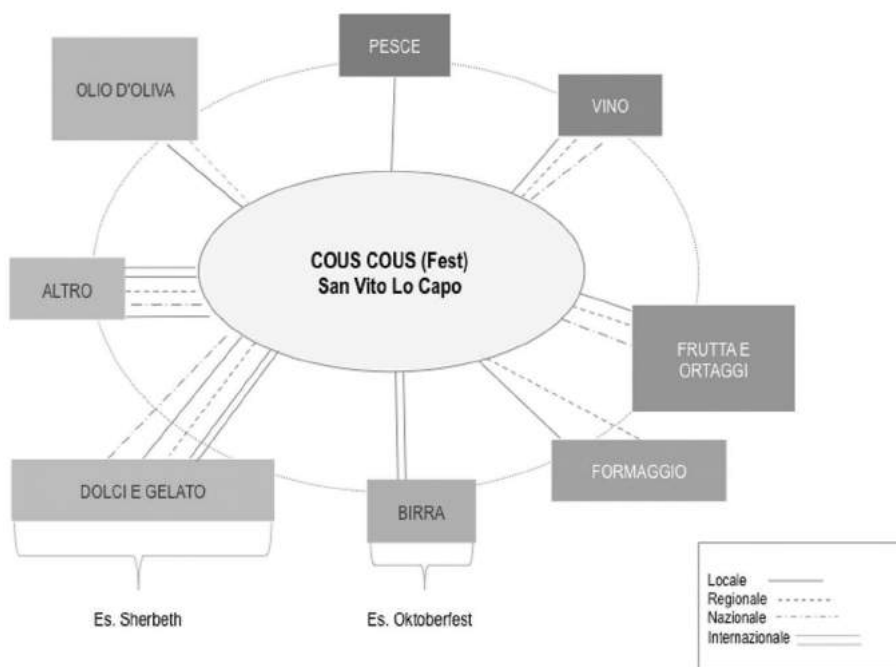 PESCE
OLIO D'OLIVA
VINO
COUS COUS (Fest)
San Vito Lo Capo
ALTRO
FRUTTA E
ORTAGGI
FORMAGGIO
DOLCI E GELATO
BIRRA
Es. Sherbeth
Es. Oktoberfest
Locale
Regionale
Nazionale
Internazionale